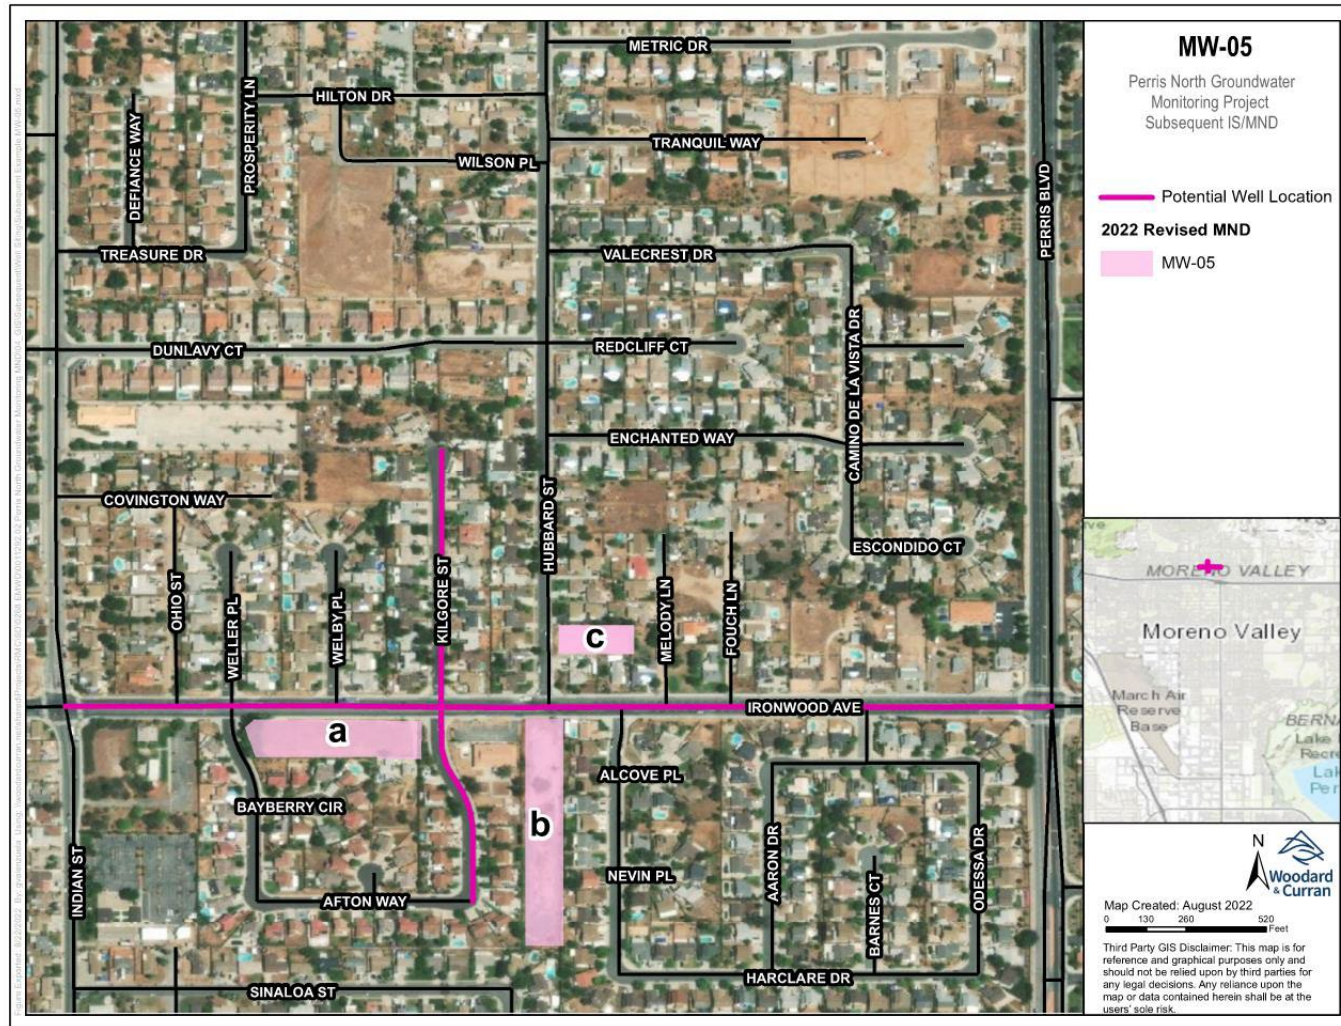 MW-05
Perris North Groundwater
Monitoring Project
Subsequent IS/MND
Potential Well Location
2022 Revised MND
MW-05
METRIC DR
HILTON DR
PROSPERITY LN
DEFIANCE WAY
TRANQUIL WAY
WILSON PL
PERRIS BLVD
TREASURE DR
VALECREST DR
CAMINO DE LA VISTA DR
DUNLAVY CT
REDCLIFF CT
ENCHANTED WAY
COVINGTON WAY
HUBBARD ST
ESCONDIDO CT
OHIO ST
WELLER PL
WELBY PL
KILGORE ST
MELODY LN
FOUCH LN
c
IRONWOOD AVE
a
ALCOVE PL
BAYBERRY CIR
b
INDIAN ST
NEVIN PL
AARON DR
BARNES CT
ODESSA DR
AFTON WAY
HARCLARE DR
SINALOA ST
MORENO VALLEY
Moreno Valley
March Air
Reserve
Base
BERN
Lake
Per
N
Woodard
& Curran
Map Created: August 2022
0 130 260 520
Feet
Third Party GIS Disclaimer: This map is for
reference and graphical purposes only and
should not be relied upon by third parties for
any legal decisions. Any reliance upon the
map or data contained herein shall be at the
users' sole risk.